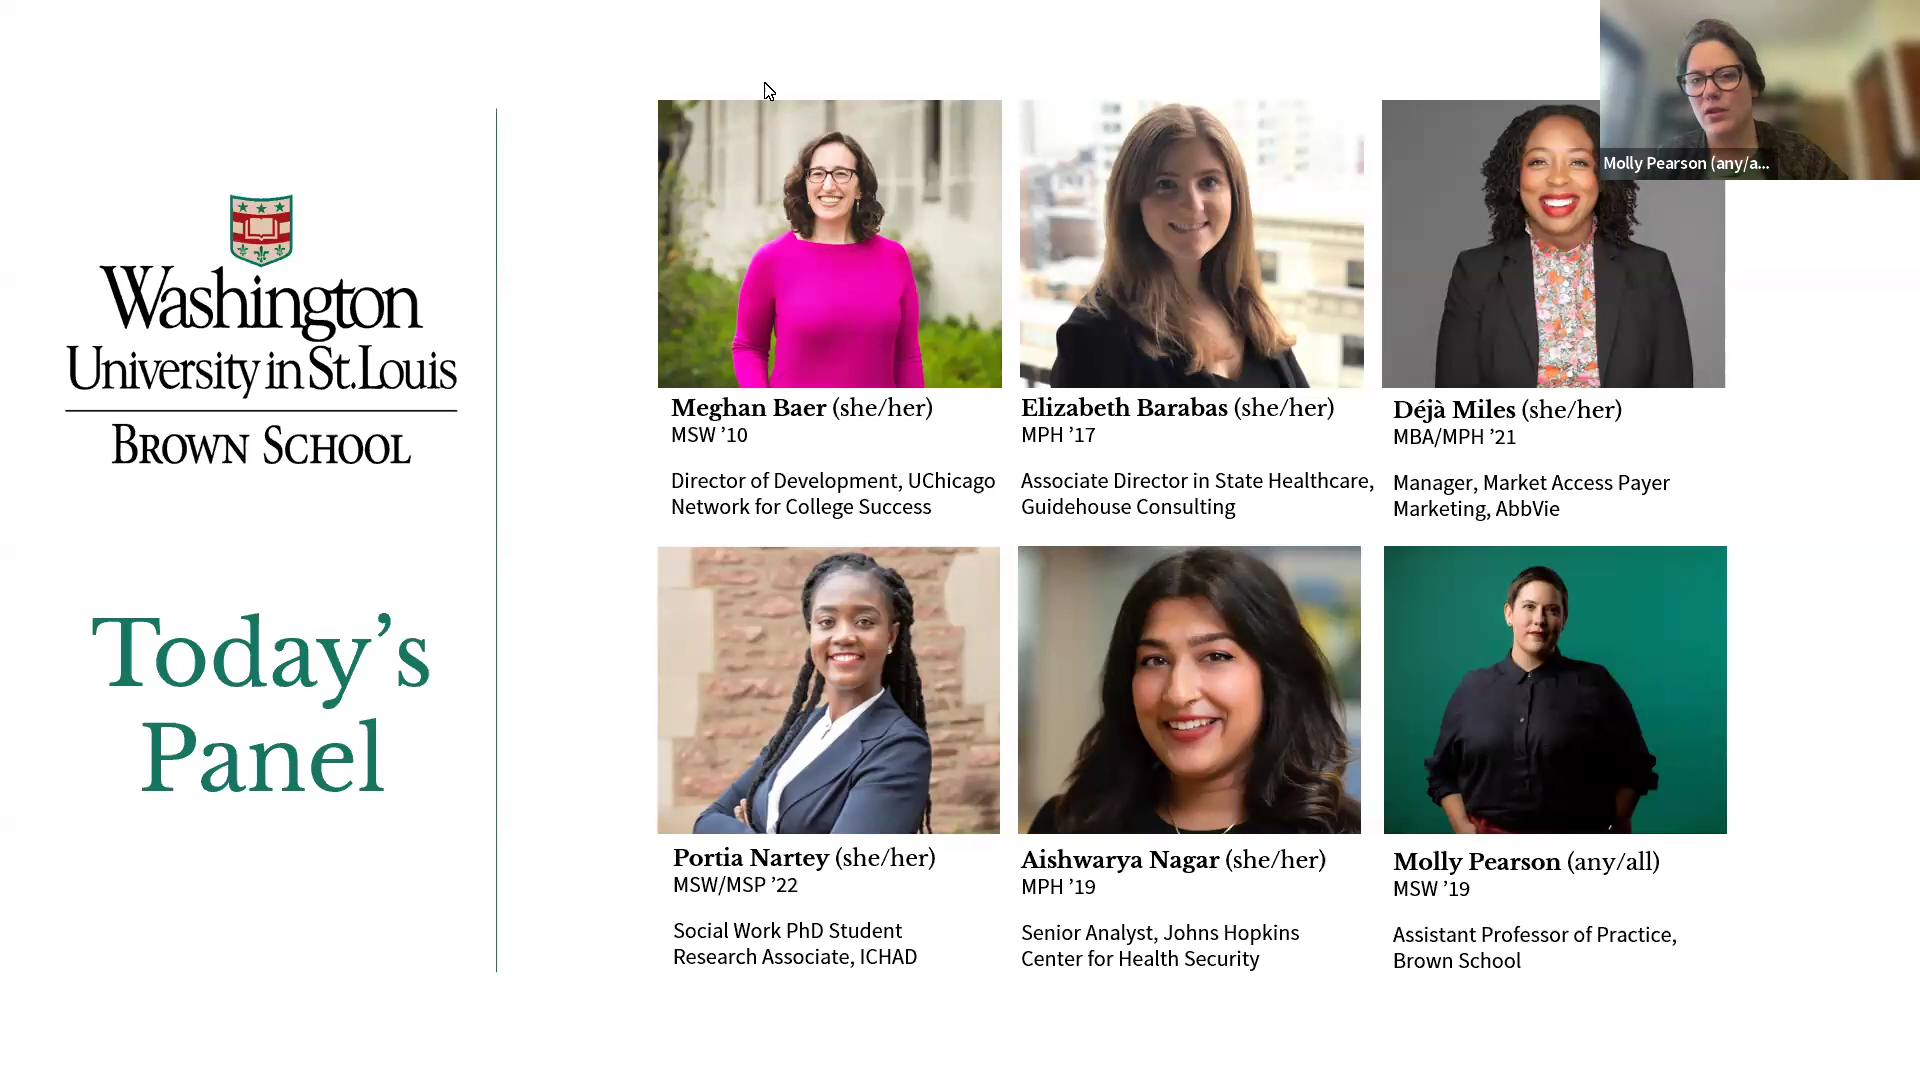 Washington
University in St. Louis
BROWN SCHOOL
Today's
Panel
Molly Pearson (any/a...
Meghan Baer (she/her)
MSW ’10
Director of Development, UChicago
Network for College Success
Elizabeth Barabas (she/her)
MPH ’17
Associate Director in State Healthcare,
Guidehouse Consulting
Déjà Miles (she/her)
MBA/MPH ’21
Manager, Market Access Payer
Marketing, AbbVie
Portia Nartey (she/her)
MSW/MSP ’22
Social Work PhD Student
Research Associate, ICHAD
Aishwarya Nagar (she/her)
MPH ’19
Senior Analyst, Johns Hopkins
Center for Health Security
Molly Pearson (any/all)
MSW ’19
Assistant Professor of Practice,
Brown School